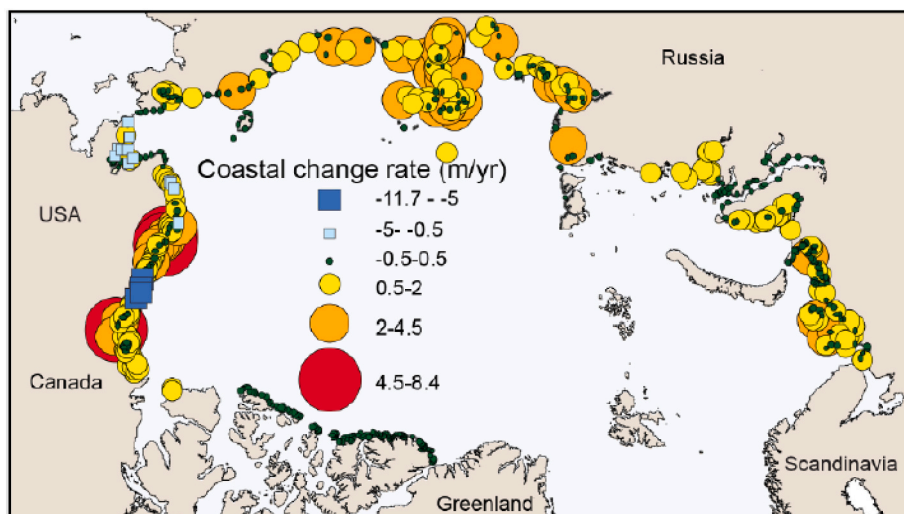 Russia
Coastal change rate (m/yr)
-11.7 - -5
USA
-5- -0.5
-0.5-0.5
0.5-2
2-4.5
4.5-8.4
Canada
Scandinavia
Greenland